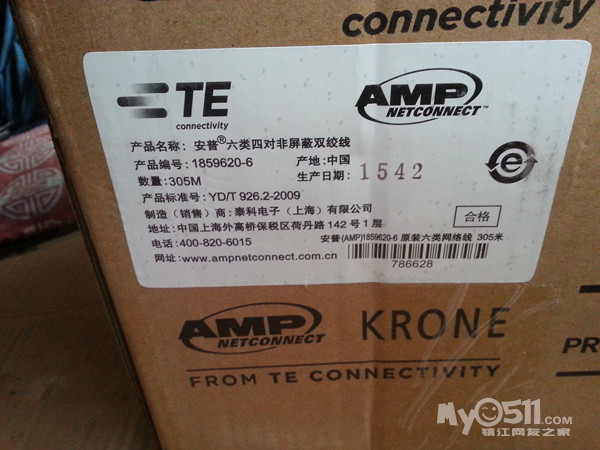 connectivity
TE
connectivity
AMP
NETCONNECT™
产品名称: 安普®六类四对非屏蔽双绞线
产品编号: 1859620-6 产地:中国
数量: 305M 生产日期: 1542
产品标准号: YD/T 926.2-2009
制造（销售）商: 泰科电子（上海）有限公司
地址: 中国上海外高桥保税区荷丹路 142 号 1 层
合格
电话:400-820-6015
安普(AMP)1859620-6 原装六类网络线 305米
网址:www.ampnetconnect.com.cn
786628
e
AMP
NETCONNECT
KRONE
FROM TE CONNECTIVITY
PR
My0511.com
镇江网友之家